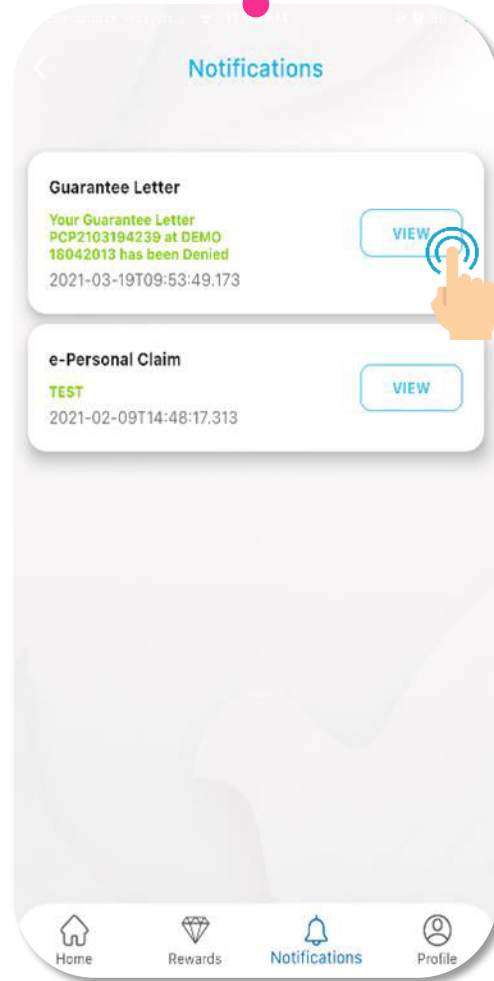 Notifications
Guarantee Letter
Your Guarantee Letter
PCP2103194239 at DEMO
18042013 has been Denied
2021-03-19T09:53:49.173
VIEW
e-Personal Claim
TEST
2021-02-09T14:48:17.313
VIEW
Home Rewards Notifications Profile